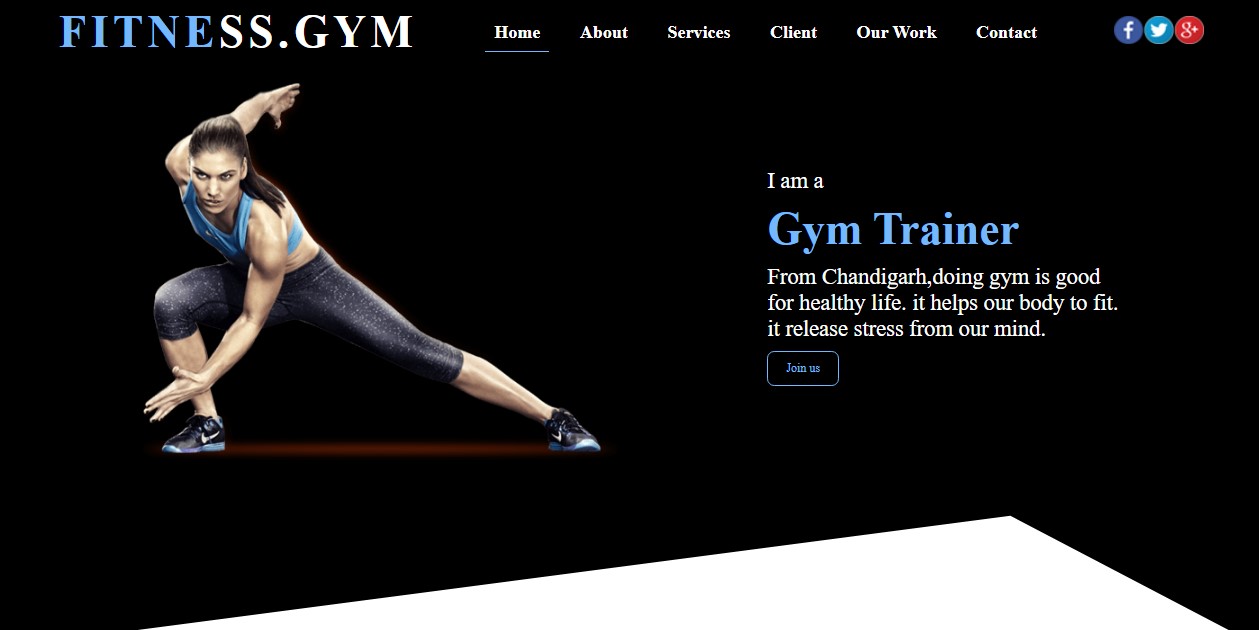 FITNESS.GYM
Home About Services Client Our Work Contact
I am a
Gym Trainer
From Chandigarh,doing gym is good
for healthy life. it helps our body to fit.
it release stress from our mind.
Join us